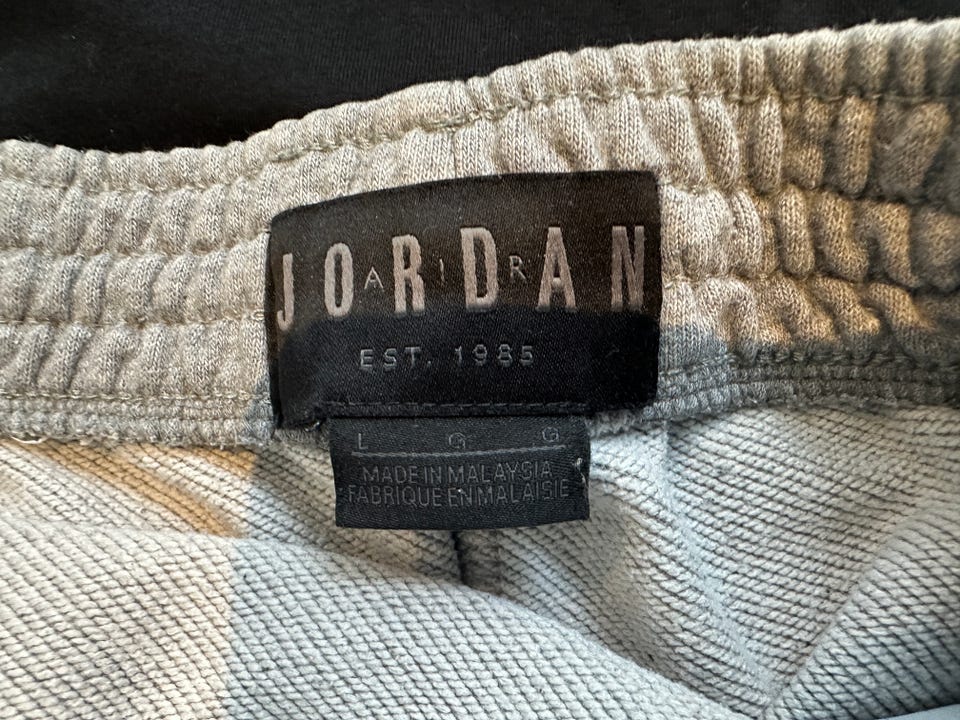 JORDAN
AIR
EST. 1985
L G G
MADE IN MALAYSIA
FABRIQUE EN MALAISIE